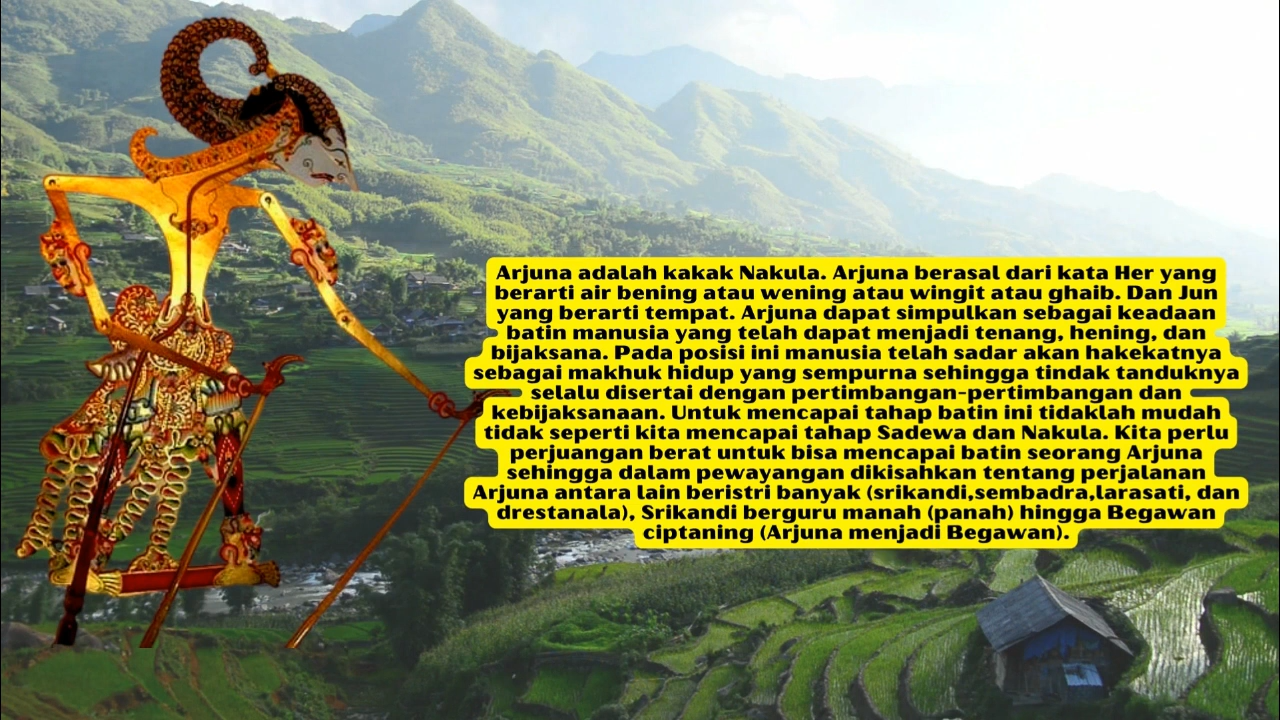 Arjuna adalah kakak Nakula. Arjuna berasal dari kata Her yang
berarti air bening atau wening atau wingit atau ghaib. Dan Jun
yang berarti tempat. Arjuna dapat simpulkan sebagai keadaan
batin manusia yang telah dapat menjadi tenang, hening, dan
bijaksana. Pada posisi ini manusia telah sadar akan hakekatnya
sebagai makhuk hidup yang sempurna sehingga tindak tanduknya
selalu disertai dengan pertimbangan-pertimbangan dan
kebijaksanaan. Untuk mencapai tahap batin ini tidaklah mudah
tidak seperti kita mencapai tahap Sadewa dan Nakula. Kita perlu
perjuangan berat untuk bisa mencapai batin seorang Arjuna
sehingga dalam pewayangan dikisahkan tentang perjalanan
Arjuna antara lain beristri banyak (srikandi,sembadra,larasati, dan
drestanala), Srikandi berguru manah (panah) hingga Begawan
ciptaning (Arjuna menjadi Begawan).